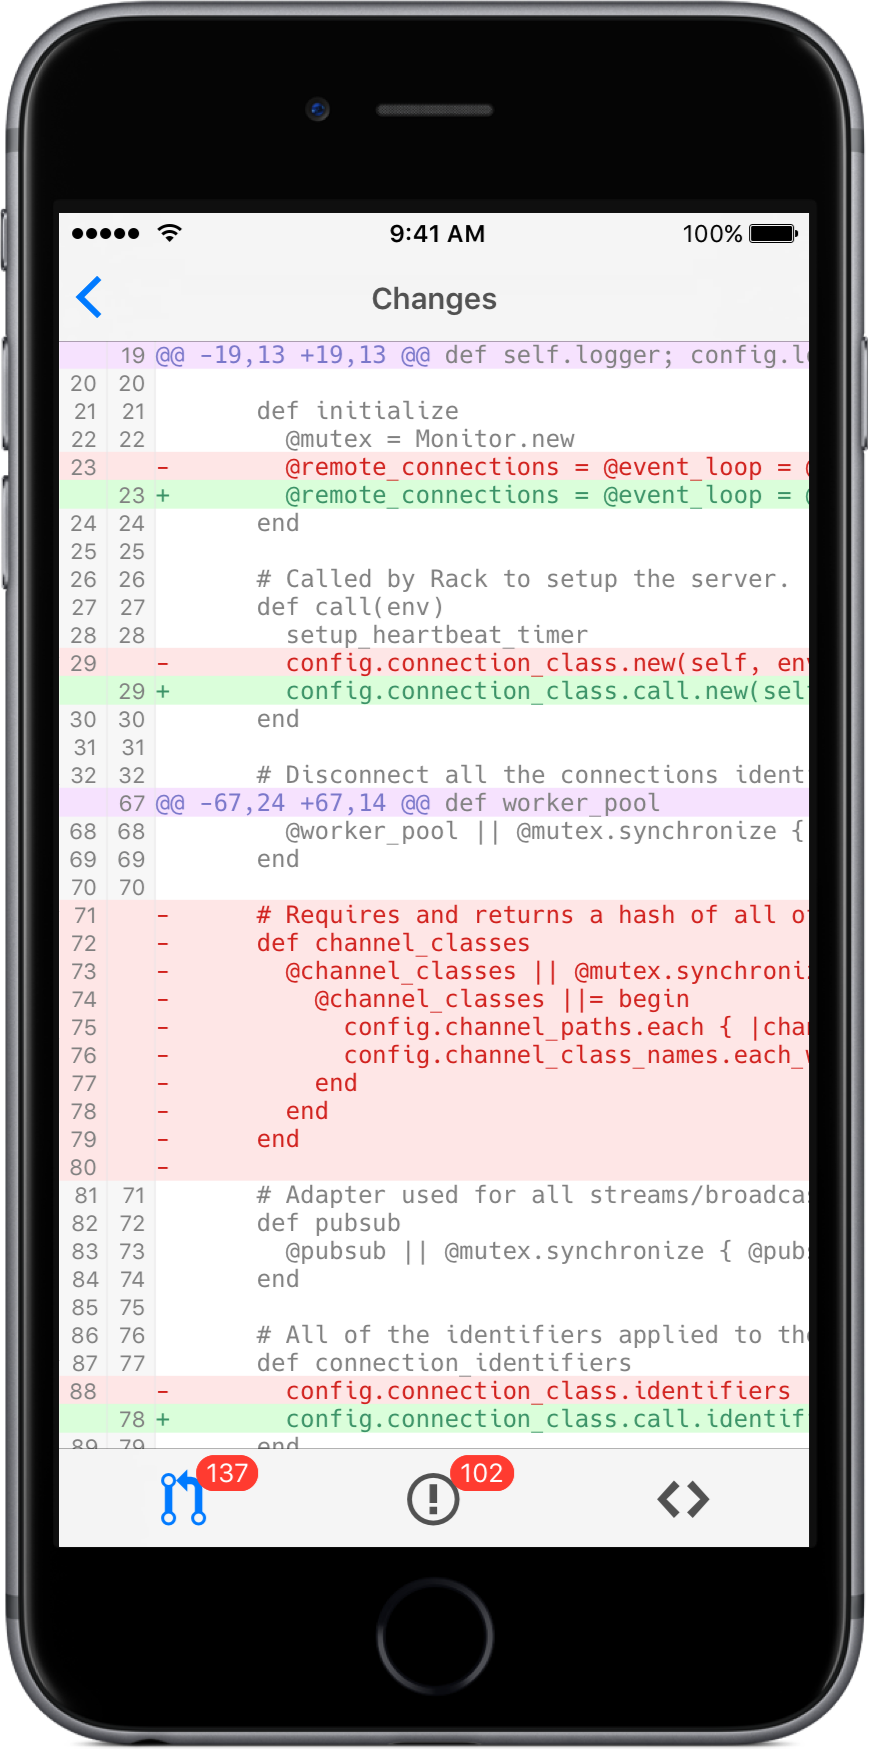 9:41 AM 100%
Changes
19 @@ -19,13 +19,13 @@ def self.logger; config.l
20 20
21 21 def initialize
22 22 @mutex = Monitor.new
23 - @remote_connections = @event_loop =
23 + @remote_connections = @event_loop =
24 24 end
25 25
26 26 # Called by Rack to setup the server.
27 27 def call(env)
28 28 setup_heartbeat_timer
29 - config.connection_class.new(self, env
29 + config.connection_class.call.new(self
30 30 end
31 31
32 32 # Disconnect all the connections ident
67 @@ -67,24 +67,14 @@ def worker_pool
68 68 @worker_pool || @mutex.synchronize {
69 69 end
70 70
71 - # Requires and returns a hash of all o
72 - def channel_classes
73 - @channel_classes || @mutex.synchroni
74 - @channel_classes ||= begin
75 - config.channel_paths.each { |cha
76 - config.channel_class_names.each_
77 - end
78 - end
79 - end
80 -
81 71 # Adapter used for all streams/broadca
82 72 def pubsub
83 73 @pubsub || @mutex.synchronize { @pub
84 74 end
85 75
86 76 # All of the identifiers applied to the
87 77 def connection_identifiers
88 - config.connection_class.identifiers
78 + config.connection_class.call.identif
89 79 end
137 102